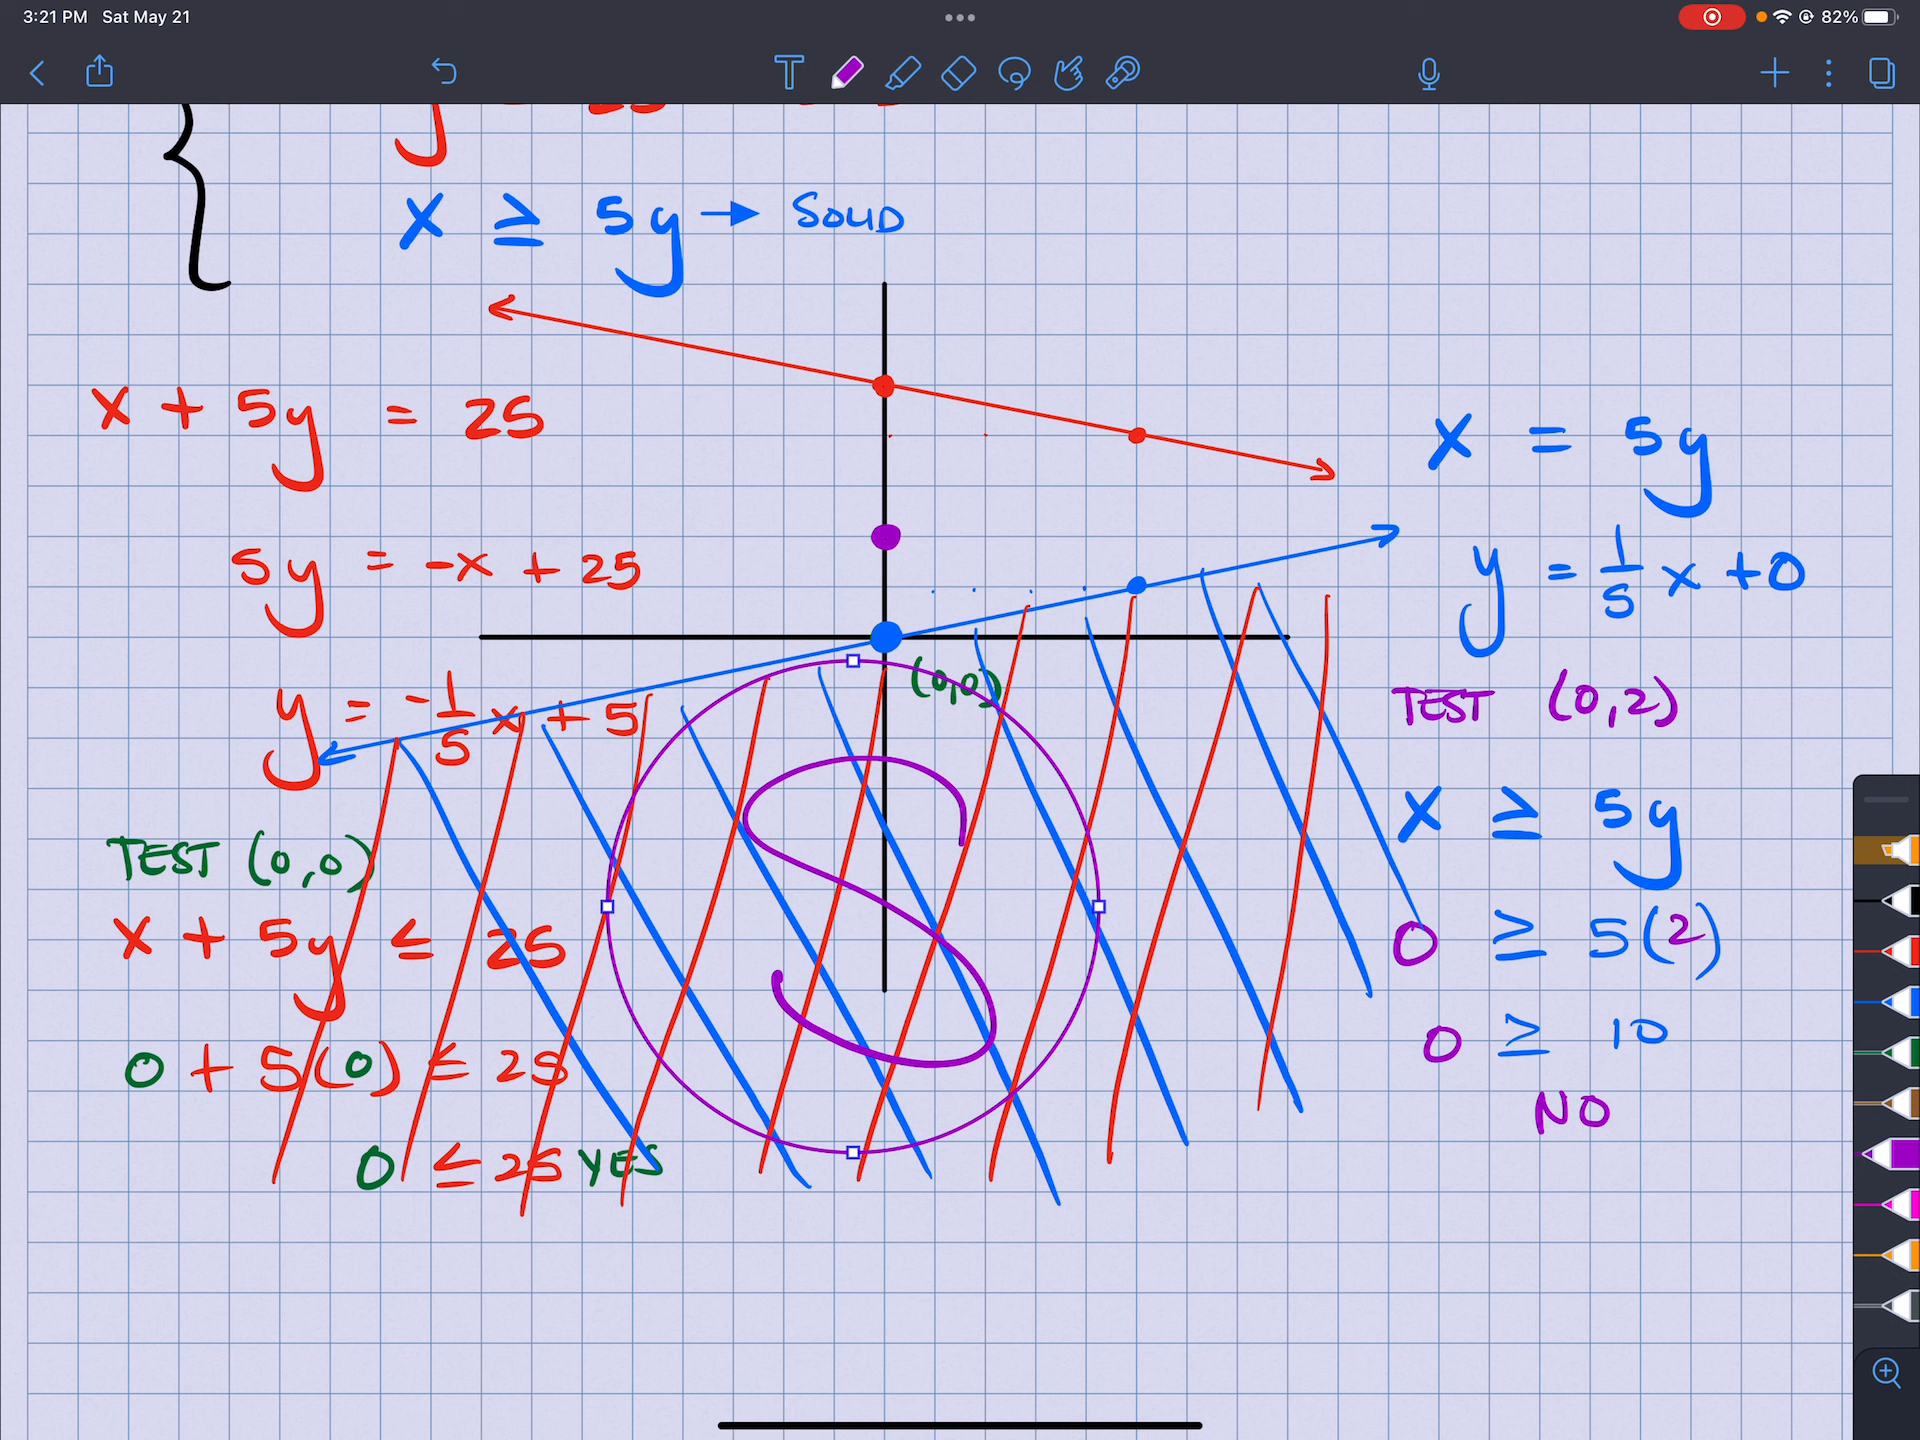 3:21 PM Sat May 21
82%
x ≥ 5y → SOLID
x + 5y = 25
x = 5y
5y = -x + 25
y = 1/5 x + 0
(0,0)
y = -1/5 x + 5
TEST (0,2)
x ≥ 5y
TEST (0,0)
x + 5y ≤ 25
0 ≥ 5(2)
0 + 5(0) ≤ 25
0 ≥ 10
S
NO
0 ≤ 25 YES